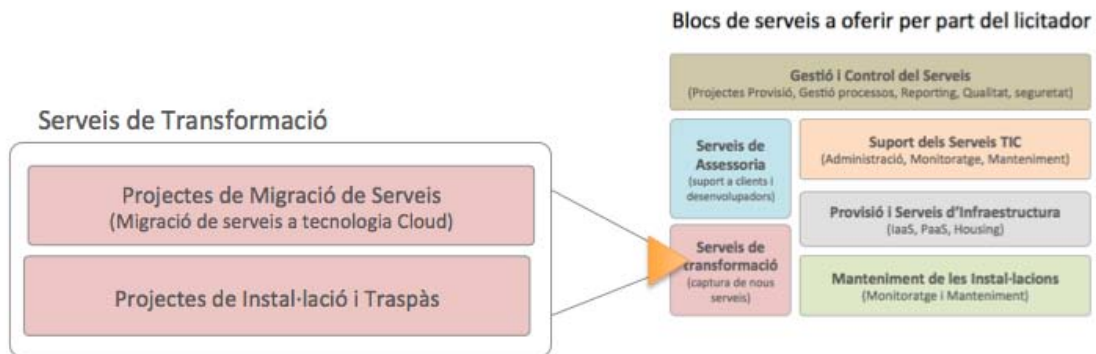 Blocs de serveis a oferir per part del licitador
Gestió i Control del Serveis
(Projectes Provisió, Gestió processos, Reporting, Qualitat, seguretat)
Serveis de Transformació
Projectes de Migració de Serveis
(Migració de serveis a tecnologia Cloud)
Projectes de Instal·lació i Traspàs
Serveis de
Assessoria
(suport a clients i
desenvolupadors)
Serveis de
transformació
(captura de nous
serveis)
Suport dels Serveis TIC
(Administració, Monitoratge, Manteniment)
Provisió i Serveis d'Infraestructura
(IaaS, PaaS, Housing)
Manteniment de les Instal·lacions
(Monitoratge i Manteniment)